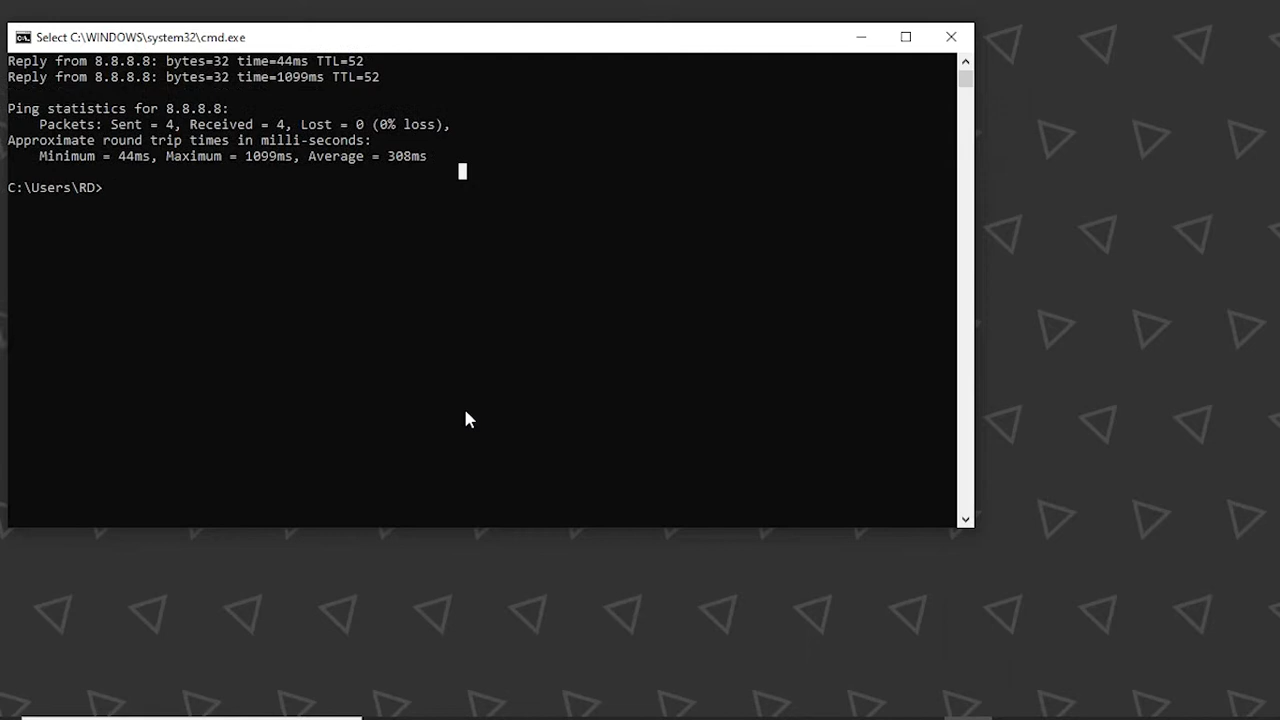 Select C:\WINDOWS\system32\cmd.exe
Reply from 8.8.8.8: bytes=32 time=44ms TTL=52
Reply from 8.8.8.8: bytes=32 time=1099ms TTL=52
Ping statistics for 8.8.8.8:
    Packets: Sent = 4, Received = 4, Lost = 0 (0% loss),
Approximate round trip times in milli-seconds:
    Minimum = 44ms, Maximum = 1099ms, Average = 308ms
C:\Users\RD>